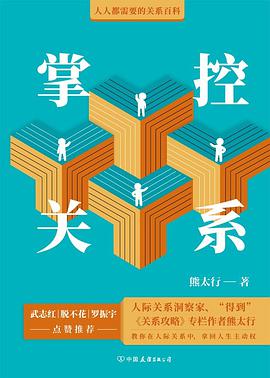 人人都需要的关系百科
掌控
关系
熊太行—著
武志红|脱不花|罗振宇
—点赞推荐—
人际关系洞察家、“得到”
《关系攻略》专栏作者熊太行
教你在人际关系中,拿回人生主动权
中国友谊出版公司